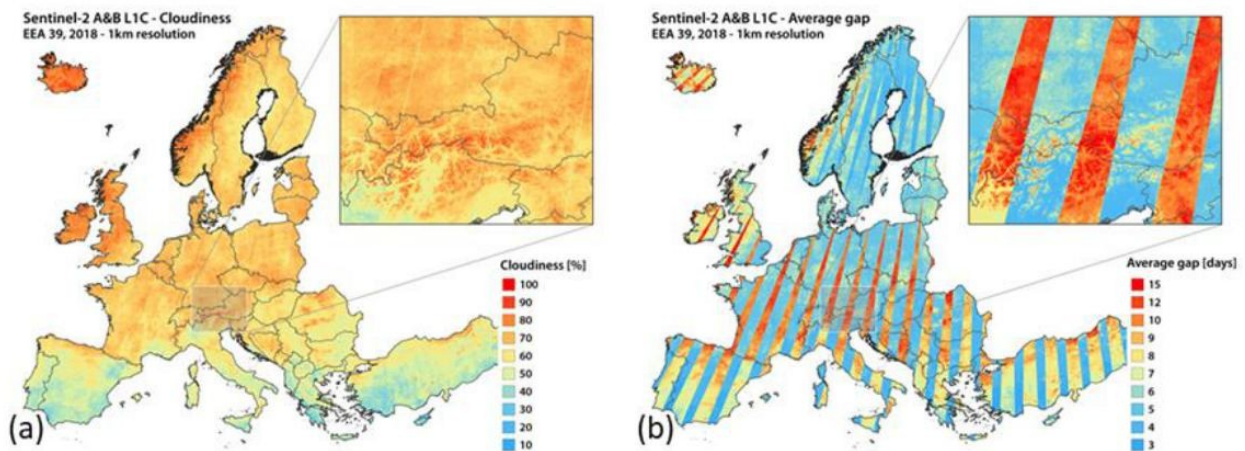 Sentinel-2 A&B L1C - Cloudiness
EEA 39, 2018 - 1km resolution
Cloudiness [%]
100
90
80
70
60
50
40
30
20
10
(a)
Sentinel-2 A&B L1C - Average gap
EEA 39, 2018 - 1km resolution
Average gap [days]
15
12
10
9
8
7
6
5
4
3
(b)